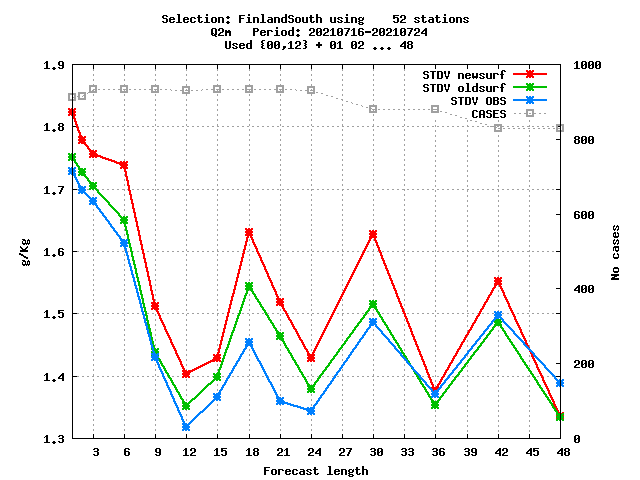 Selection: FinlandSouth using    52 stations
Q2m   Period: 20210716-20210724
Used {00,12} + 01 02 ... 48
STDV newsurf
STDV oldsurf
STDV OBS
CASES
1.9
1.8
1.7
1.6
1.5
1.4
1.3
g/Kg
1000
800
600
400
200
0
No cases
3 6 9 12 15 18 21 24 27 30 33 36 39 42 45 48
Forecast length